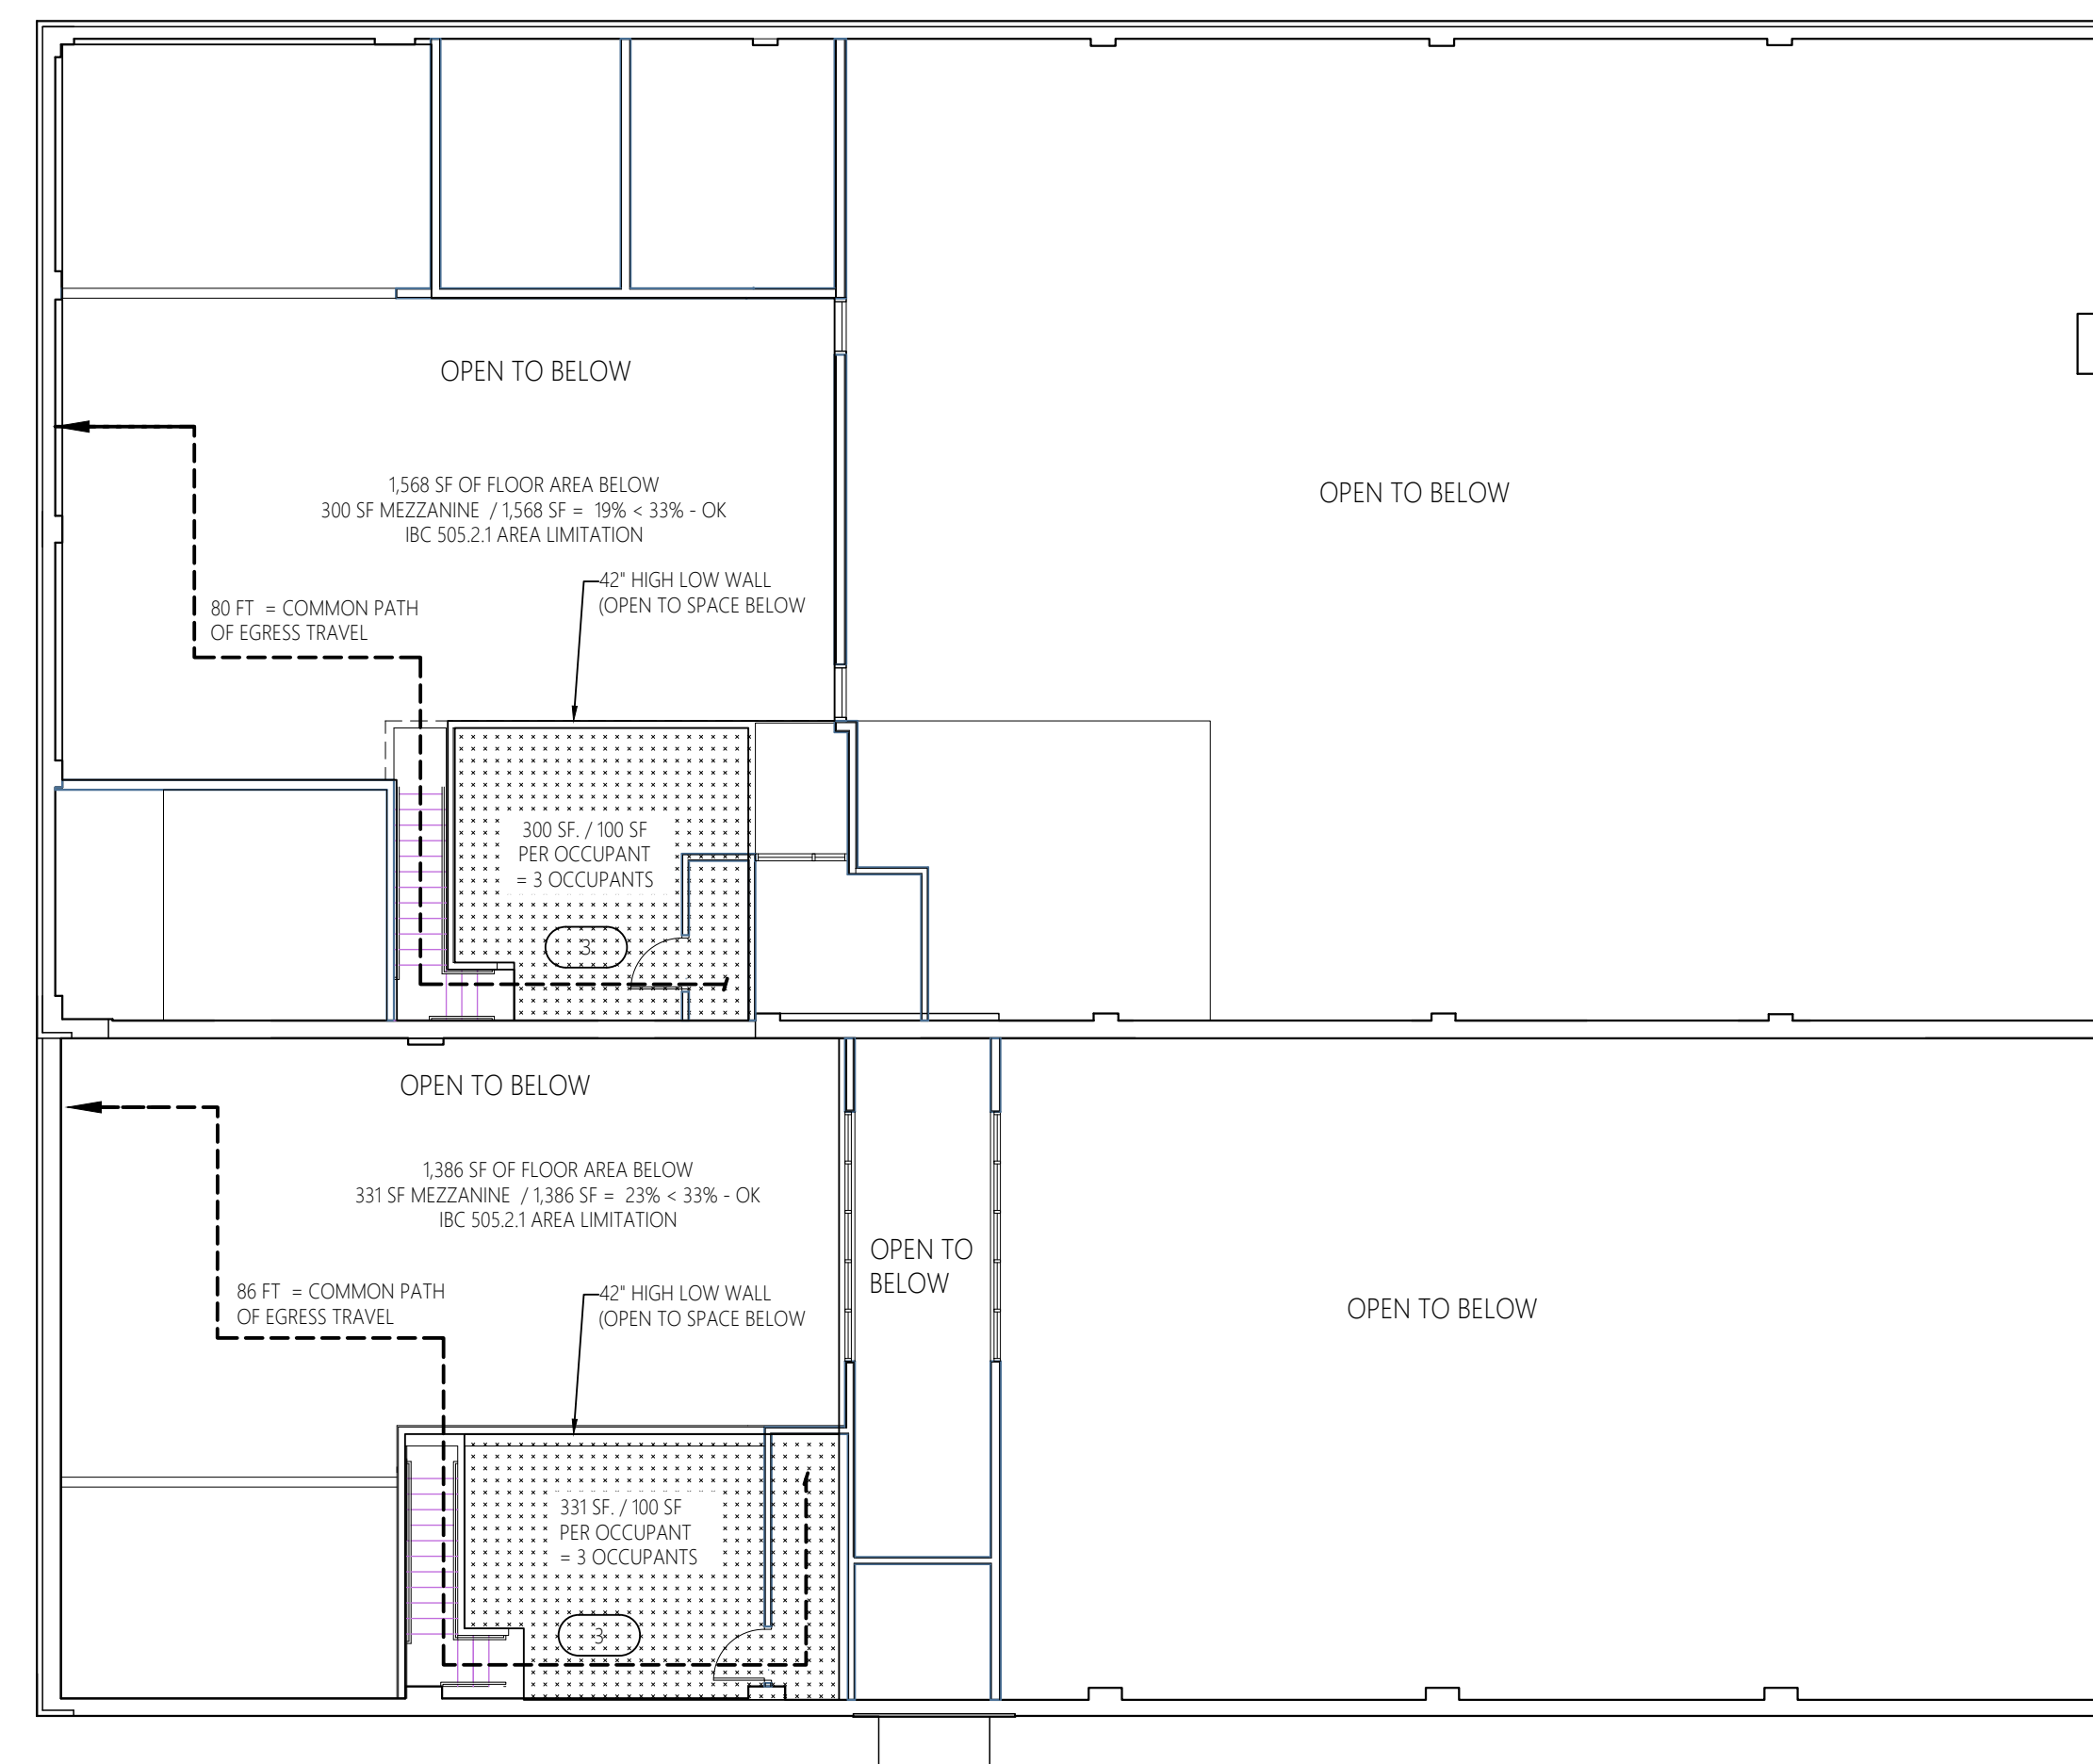 OPEN TO BELOW
1,568 SF OF FLOOR AREA BELOW
300 SF MEZZANINE / 1,568 SF = 19% < 33% - OK
IBC 505.2.1 AREA LIMITATION
OPEN TO BELOW
42" HIGH LOW WALL
(OPEN TO SPACE BELOW
80 FT = COMMON PATH
OF EGRESS TRAVEL
300 SF. / 100 SF
PER OCCUPANT
= 3 OCCUPANTS
3
OPEN TO BELOW
1,386 SF OF FLOOR AREA BELOW
331 SF MEZZANINE / 1,386 SF = 23% < 33% - OK
IBC 505.2.1 AREA LIMITATION
OPEN TO
BELOW
OPEN TO BELOW
86 FT = COMMON PATH
OF EGRESS TRAVEL
42" HIGH LOW WALL
(OPEN TO SPACE BELOW
331 SF. / 100 SF
PER OCCUPANT
= 3 OCCUPANTS
3